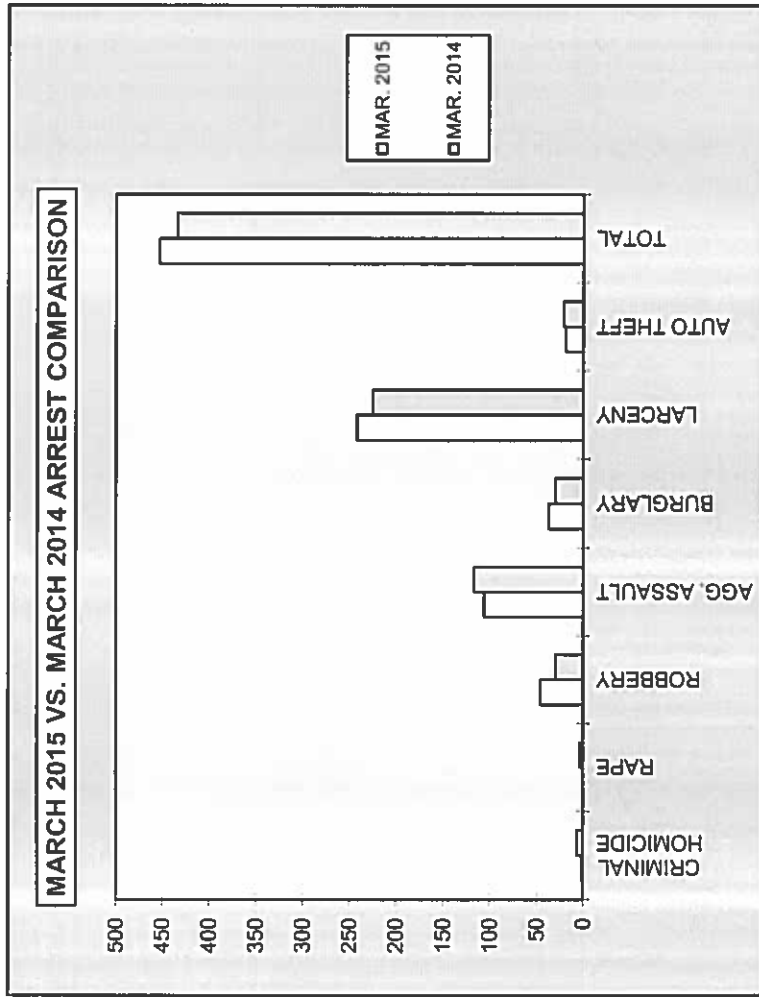 MARCH 2015 VS. MARCH 2014 ARREST COMPARISON
500
450
400
350
300
250
200
150
100
50
0
CRIMINAL
HOMICIDE
RAPE
ROBBERY
AGG. ASSAULT
BURGLARY
LARCENY
AUTO THEFT
TOTAL
MAR. 2015
MAR. 2014